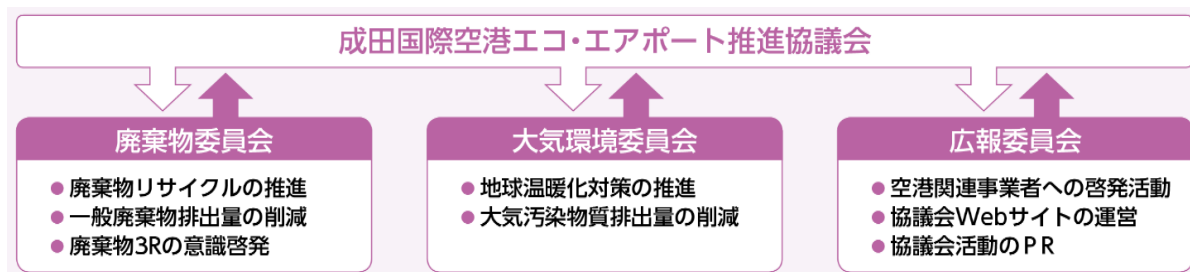 成田国際空港エコ・エアポート推進協議会
廃棄物委員会
● 廃棄物リサイクルの推進
● 一般廃棄物排出量の削減
● 廃棄物3Rの意識啓発
大気環境委員会
● 地球温暖化対策の推進
● 大気汚染物質排出量の削減
広報委員会
● 空港関連事業者への啓発活動
● 協議会Webサイトの運営
● 協議会活動のPR